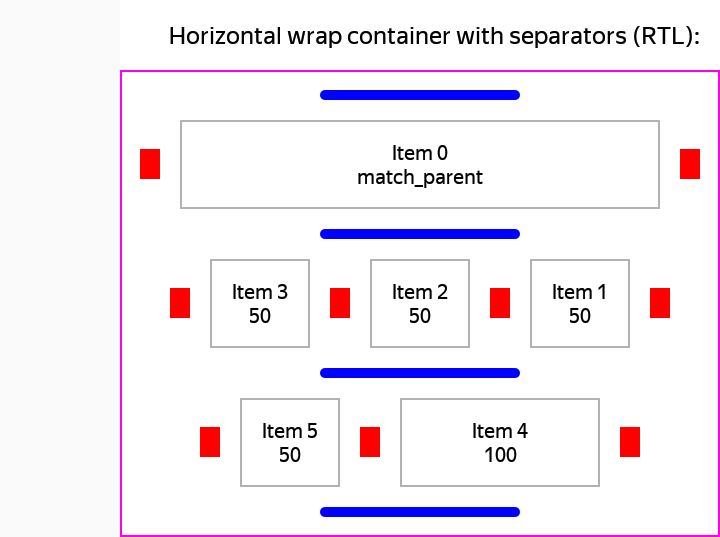 Horizontal wrap container with separators (RTL):
Item 0
match_parent
Item 3
50
Item 2
50
Item 1
50
Item 5
50
Item 4
100